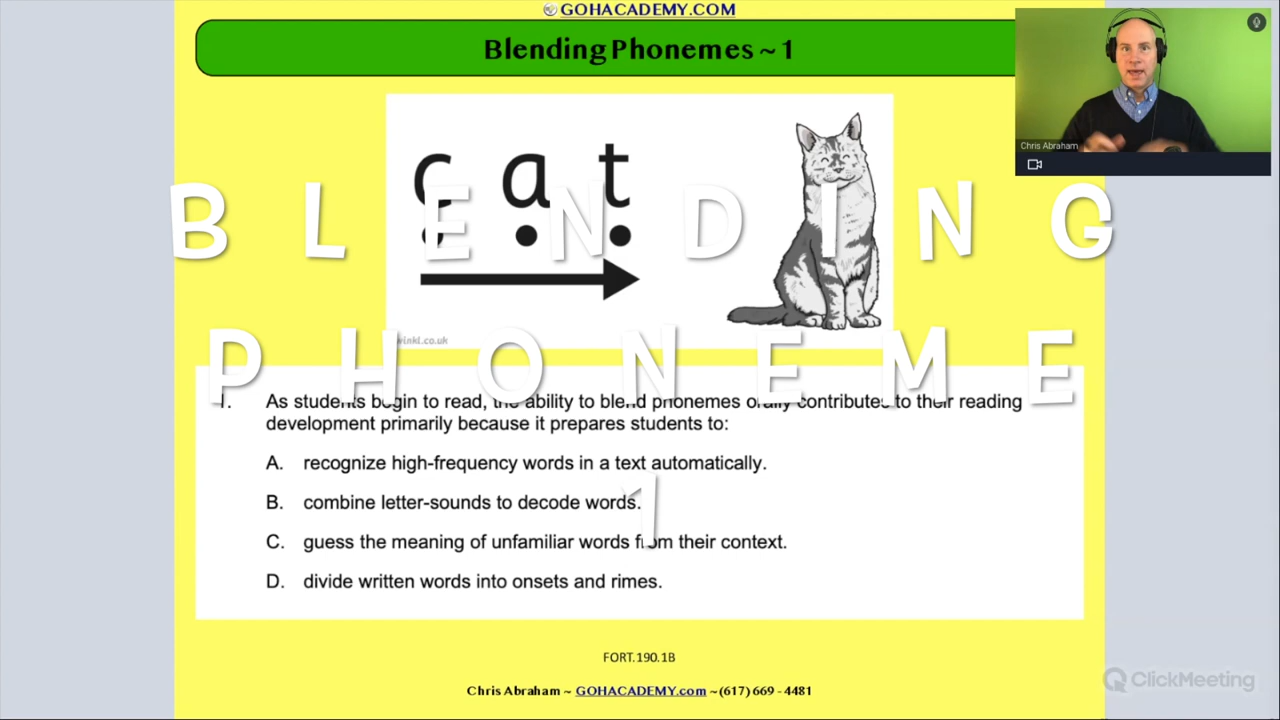 GOHACADEMY.COM
Blending Phonemes ~ 1
Chris Abraham
c a t
BLENDING
PHONEME
1
winkl.co.uk
1. As students begin to read, the ability to blend phonemes orally contributes to their reading
development primarily because it prepares students to:
A. recognize high-frequency words in a text automatically.
B. combine letter-sounds to decode words.
C. guess the meaning of unfamiliar words from their context.
D. divide written words into onsets and rimes.
FORT.190.1B
Chris Abraham ~ GOHACADEMY.com ~(617) 669 - 4481
ClickMeeting